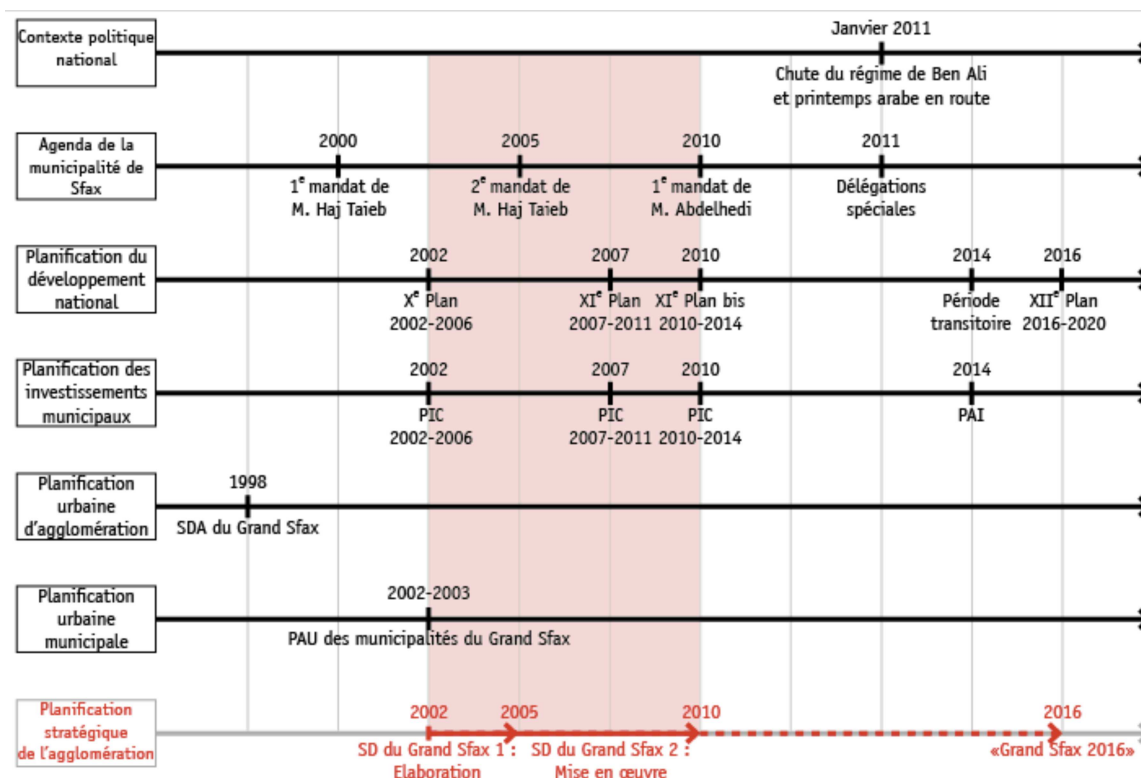 Contexte politique
national
Janvier 2011
Chute du régime de Ben Ali
et printemps arabe en route
Agenda de la
municipalité de
Sfax
2000
1e mandat de
M. Haj Taieb
2005
2e mandat de
M. Haj Taieb
2010
1e mandat de
M. Abdelhedi
2011
Délégations
spéciales
Planification du
développement
national
2002
Xe Plan
2002-2006
2007
XIe Plan
2007-2011
2010
XIe Plan bis
2010-2014
2014
Période
transitoire
2016
XIIe Plan
2016-2020
Planification des
investissements
municipaux
2002
PIC
2002-2006
2007
PIC
2007-2011
2010
PIC
2010-2014
2014
PAI
Planification
urbaine
d'agglomération
1998
SDA du Grand Sfax
Planification
urbaine
municipale
2002-2003
PAU des municipalités du Grand Sfax
Planification
stratégique
de l'agglomération
2002
2005
2010
2016
SD du Grand Sfax 1 :
Elaboration
SD du Grand Sfax 2 :
Mise en œuvre
«Grand Sfax 2016»